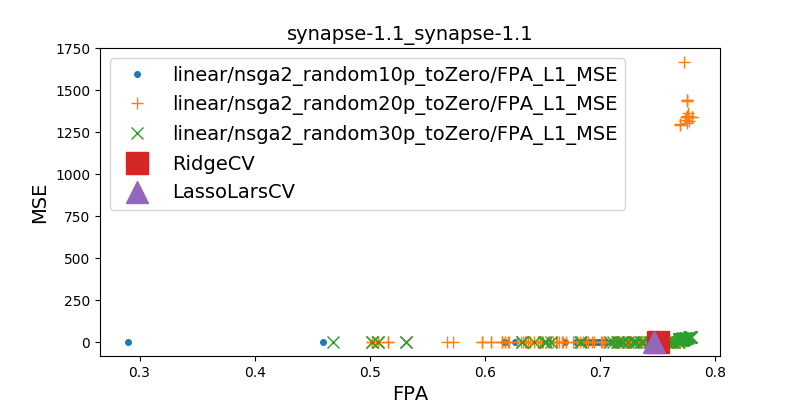 synapse-1.1_synapse-1.1
1750
1500
1250
1000
750
500
250
0
MSE
linear/nsga2_random10p_toZero/FPA_L1_MSE
linear/nsga2_random20p_toZero/FPA_L1_MSE
linear/nsga2_random30p_toZero/FPA_L1_MSE
RidgeCV
LassoLarsCV
0.3 0.4 0.5 0.6 0.7 0.8
FPA